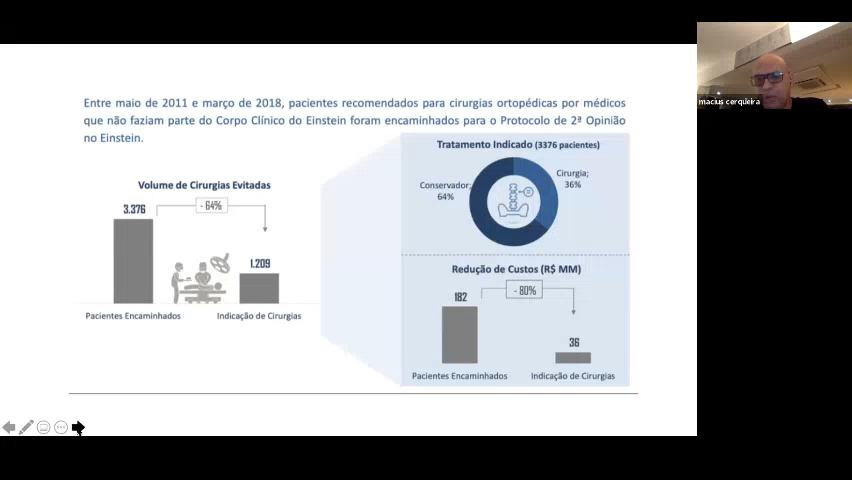 Entre maio de 2011 e março de 2018, pacientes recomendados para cirurgias ortopédicas por médicos
que não faziam parte do Corpo Clínico do Einstein foram encaminhados para o Protocolo de 2ª Opinião
no Einstein.
Volume de Cirurgias Evitadas
3.376
- 64%
1.209
Pacientes Encaminhados
Indicação de Cirurgias
Tratamento Indicado (3376 pacientes)
Conservador;
64%
Cirurgia;
36%
Redução de Custos (R$ MM)
182
- 80%
36
Pacientes Encaminhados
Indicação de Cirurgias
macius cerqueira